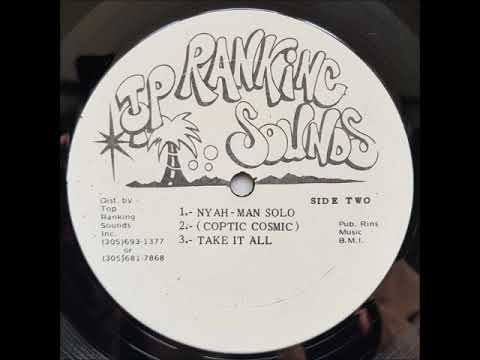 TOP RANKING
SOUNDS
SIDE TWO
Dist. by
Top
Ranking
Sounds
Inc.
(305)693-1377
or
(305)681-7868
1.- NYAH-MAN SOLO
2.- (COPTIC COSMIC)
3.- TAKE IT ALL
Pub. Rins
Music
B.M.I.